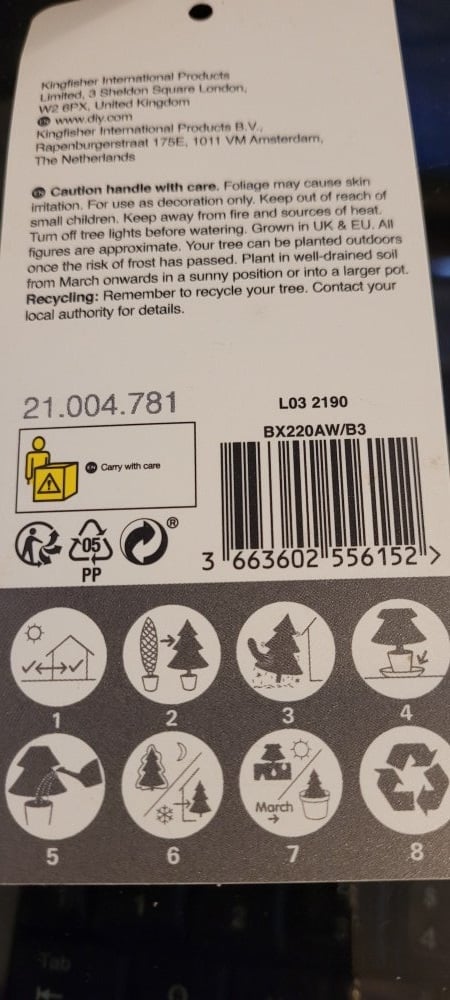 Kingfisher International Products
Limited, 3 Sheldon Square London,
W2 6PX, United Kingdom
EN www.diy.com
Kingfisher International Products B.V.,
Rapenburgerstraat 175E, 1011 VM Amsterdam,
The Netherlands
EN Caution handle with care. Foliage may cause skin
irritation. For use as decoration only. Keep out of reach of
small children. Keep away from fire and sources of heat.
Turn off tree lights before watering. Grown in UK & EU. All
figures are approximate. Your tree can be planted outdoors
once the risk of frost has passed. Plant in well-drained soil
from March onwards in a sunny position or into a larger pot.
Recycling: Remember to recycle your tree. Contact your
local authority for details.
21.004.781
L03 2190
BX220AW/B3
EN Carry with care
®
05
PP
3 663602 556152 >
1
2
3
4
March
5
6
7
8
Tab